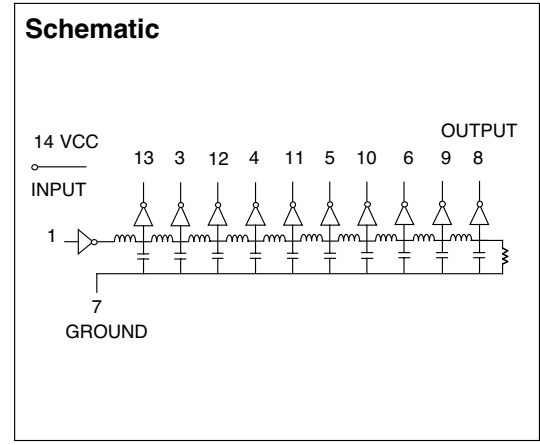 Schematic
OUTPUT
14 VCC
13 3 12 4 11 5 10 6 9 8
INPUT
1
7
GROUND